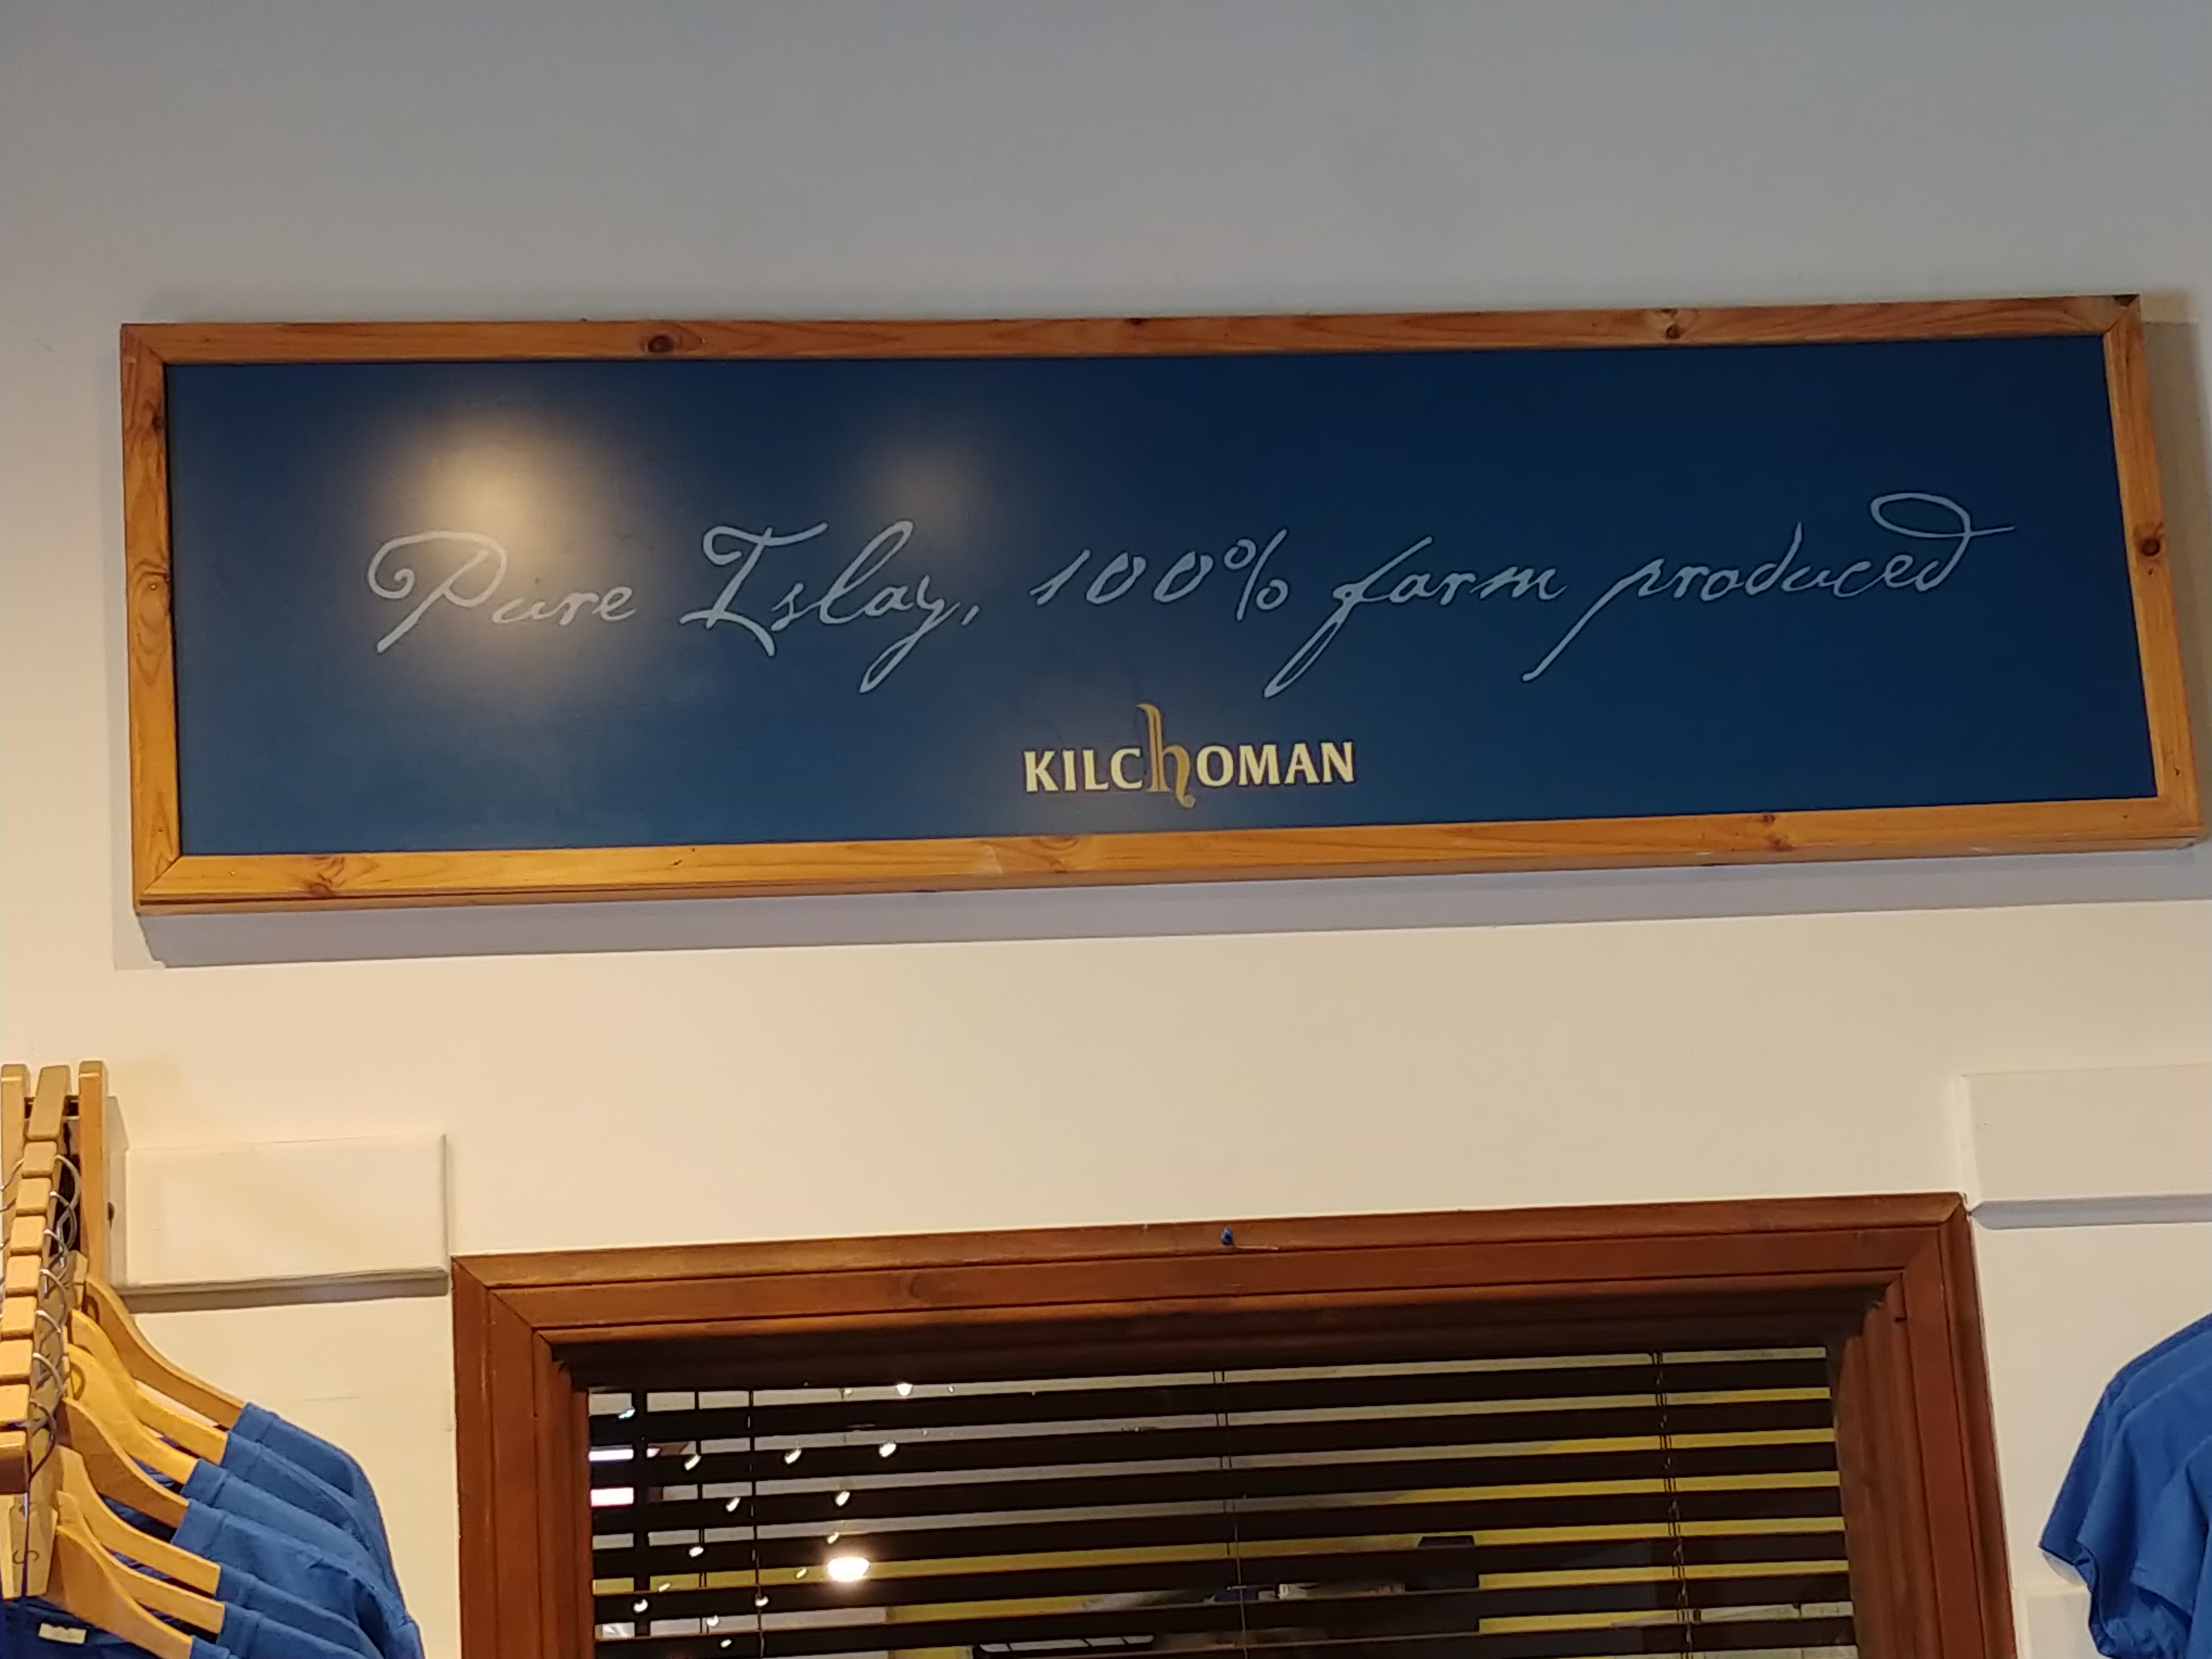 Pure Islay, 100% farm produced
KILChOMAN
S